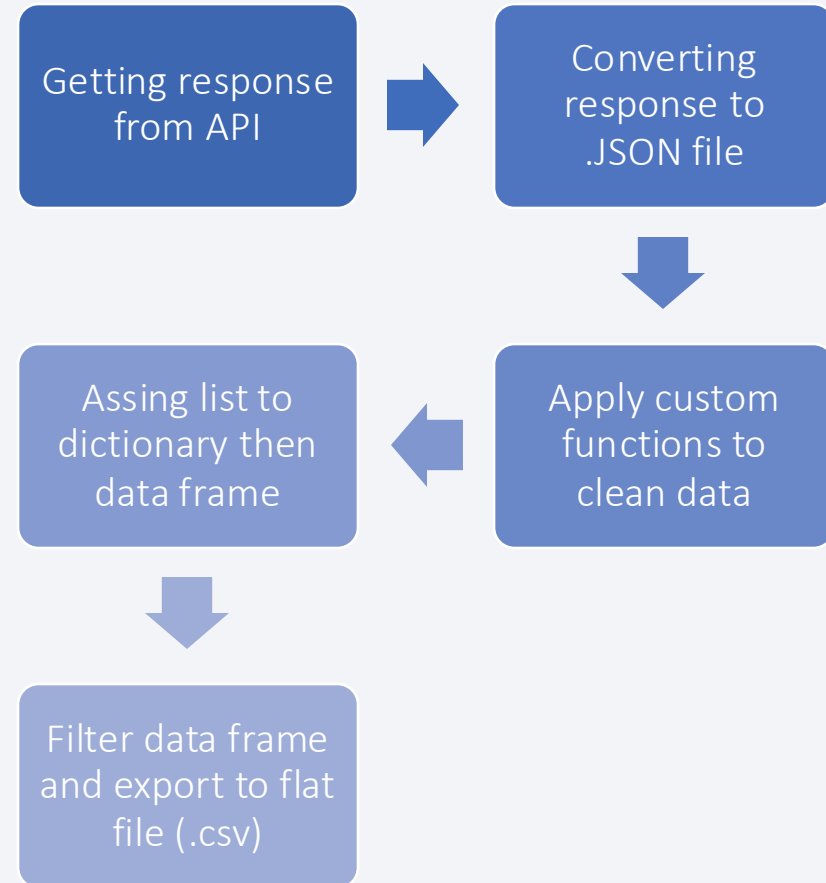 Getting response
from API
Converting
response to
.JSON file
Apply custom
functions to
clean data
Assing list to
dictionary then
data frame
Filter data frame
and export to flat
file (.csv)